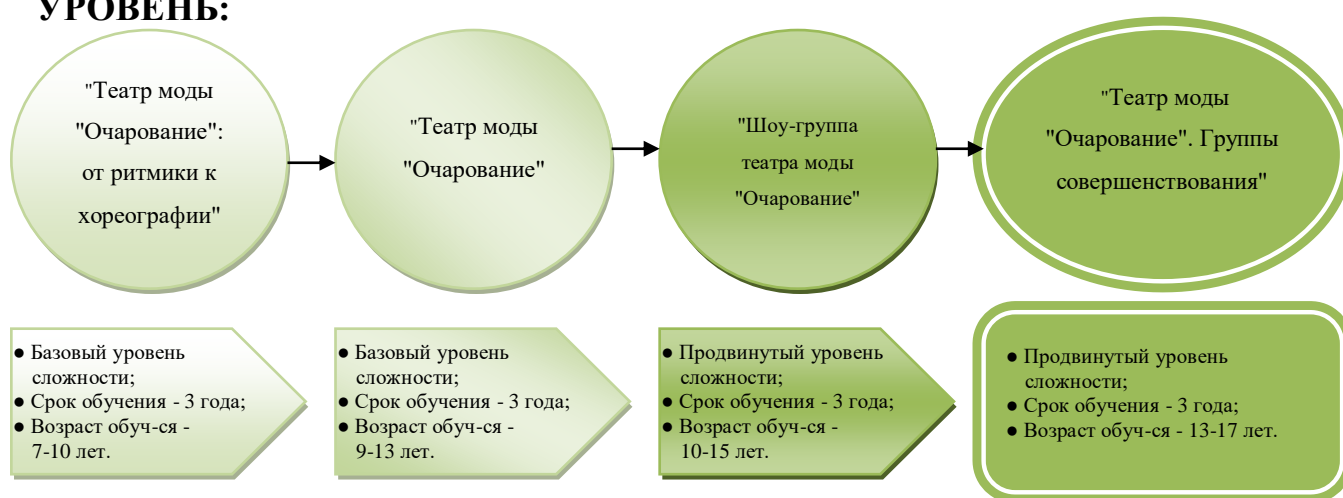 УРОВЕНЬ:
"Театр моды
"Очарование":
от ритмики к
хореографии"
"Театр моды
"Очарование"
"Шоу-группа
театра моды
"Очарование"
"Театр моды
"Очарование". Группы
совершенствования"
● Базовый уровень
сложности;
● Срок обучения - 3 года;
● Возраст обуч-ся -
7-10 лет.
● Базовый уровень
сложности;
● Срок обучения - 3 года;
● Возраст обуч-ся -
9-13 лет.
● Продвинутый уровень
сложности;
● Срок обучения - 3 года;
● Возраст обуч-ся -
10-15 лет.
● Продвинутый уровень
сложности;
● Срок обучения - 3 года;
● Возраст обуч-ся - 13-17 лет.